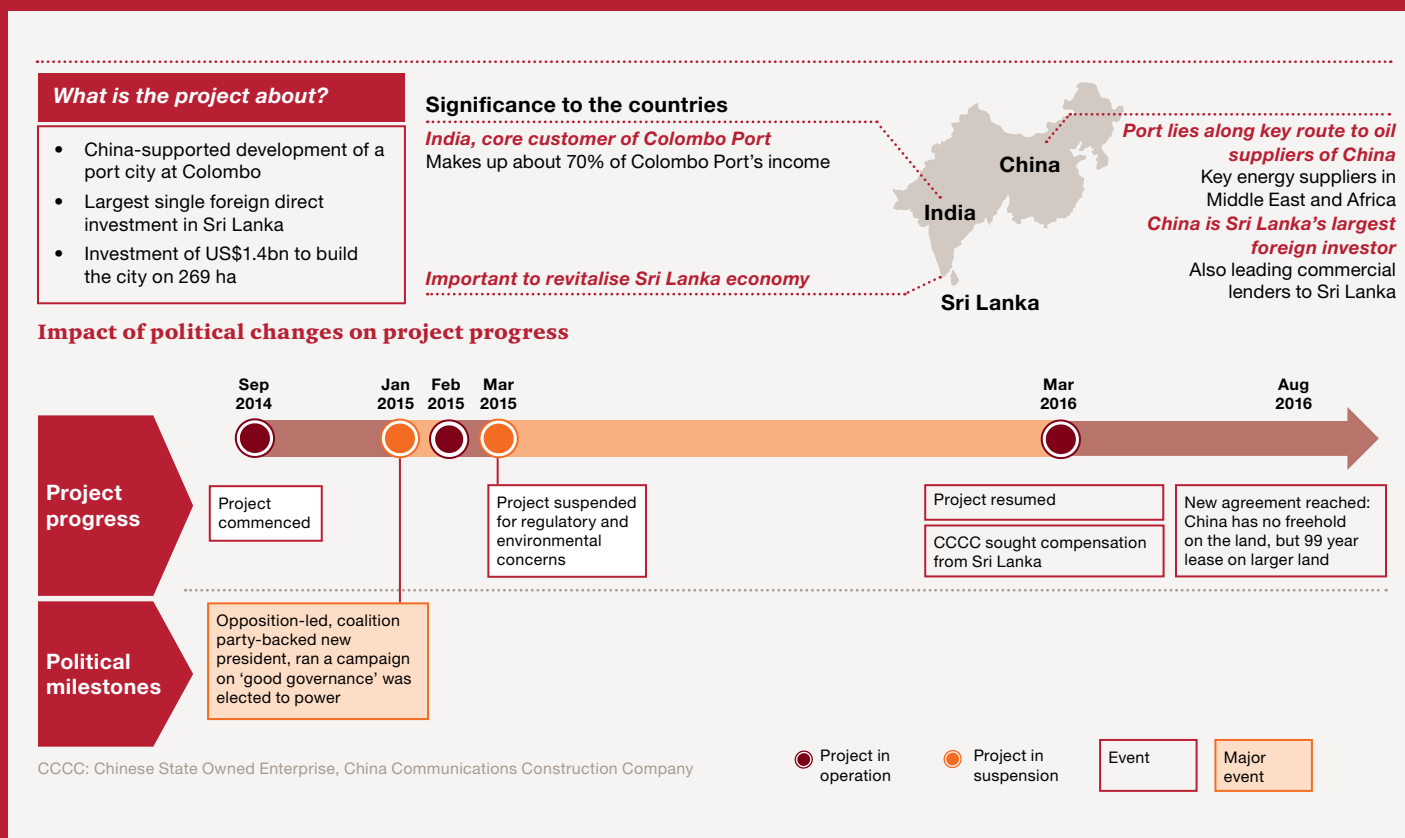 What is the project about?
• China-supported development of a
port city at Colombo
• Largest single foreign direct
investment in Sri Lanka
• Investment of US$1.4bn to build
the city on 269 ha
Significance to the countries
India, core customer of Colombo Port
Makes up about 70% of Colombo Port’s income
Important to revitalise Sri Lanka economy
China
India
Sri Lanka
Port lies along key route to oil
suppliers of China
Key energy suppliers in
Middle East and Africa
China is Sri Lanka’s largest
foreign investor
Also leading commercial
lenders to Sri Lanka
Impact of political changes on project progress
Sep
2014
Jan
2015
Feb
2015
Mar
2015
Mar
2016
Aug
2016
Project
progress
Project
commenced
Project suspended
for regulatory and
environmental
concerns
Project resumed
CCCC sought compensation
from Sri Lanka
New agreement reached:
China has no freehold
on the land, but 99 year
lease on larger land
Political
milestones
Opposition-led, coalition
party-backed new
president, ran a campaign
on ‘good governance’ was
elected to power
CCCC: Chinese State Owned Enterprise, China Communications Construction Company
Project in
operation
Project in
suspension
Event
Major
event